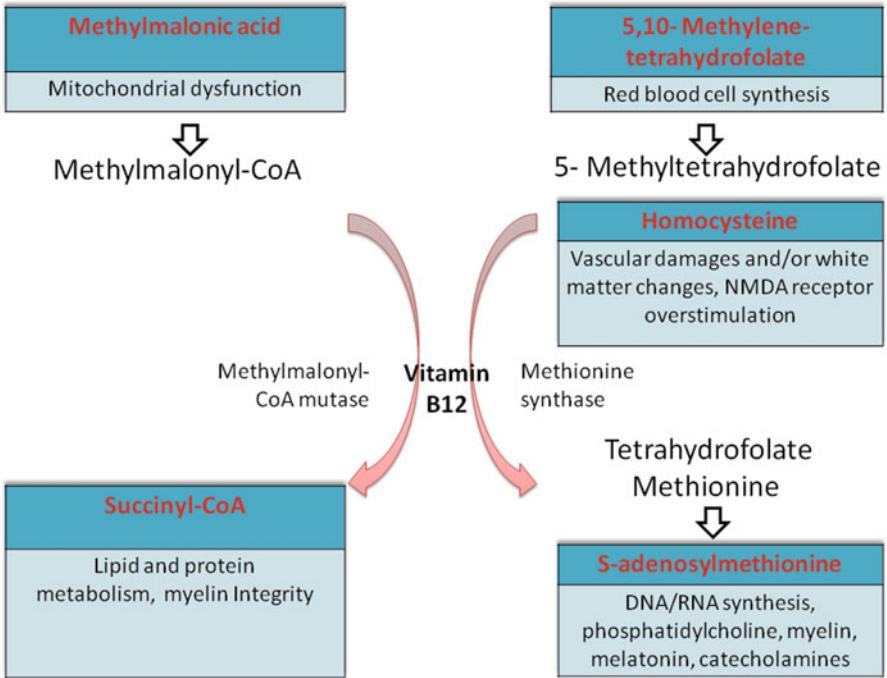 Methylmalonic acid
Mitochondrial dysfunction
Methylmalonyl-CoA
5,10- Methylene-
tetrahydrofolate
Red blood cell synthesis
5- Methyltetrahydrofolate
Homocysteine
Vascular damages and/or white
matter changes, NMDA receptor
overstimulation
Methylmalonyl-
CoA mutase
Vitamin
B12
Methionine
synthase
Succinyl-CoA
Lipid and protein
metabolism, myelin Integrity
Tetrahydrofolate
Methionine
S-adenosylmethionine
DNA/RNA synthesis,
phosphatidylcholine, myelin,
melatonin, catecholamines